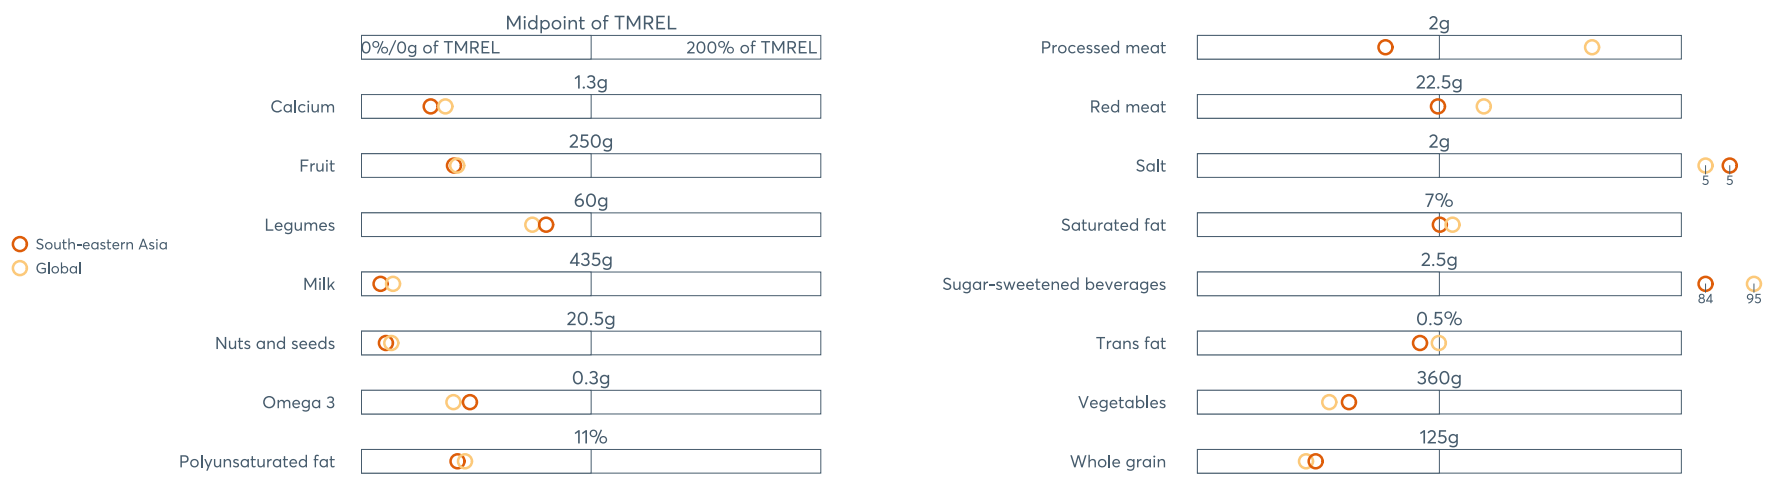 Midpoint of TMREL
0%/0g of TMREL
200% of TMREL
1.3g
Calcium
250g
Fruit
60g
Legumes
South-eastern Asia
Global
435g
Milk
20.5g
Nuts and seeds
0.3g
Omega 3
11%
Polyunsaturated fat
2g
Processed meat
22.5g
Red meat
2g
Salt
5
5
7%
Saturated fat
2.5g
Sugar-sweetened beverages
84
95
0.5%
Trans fat
360g
Vegetables
125g
Whole grain